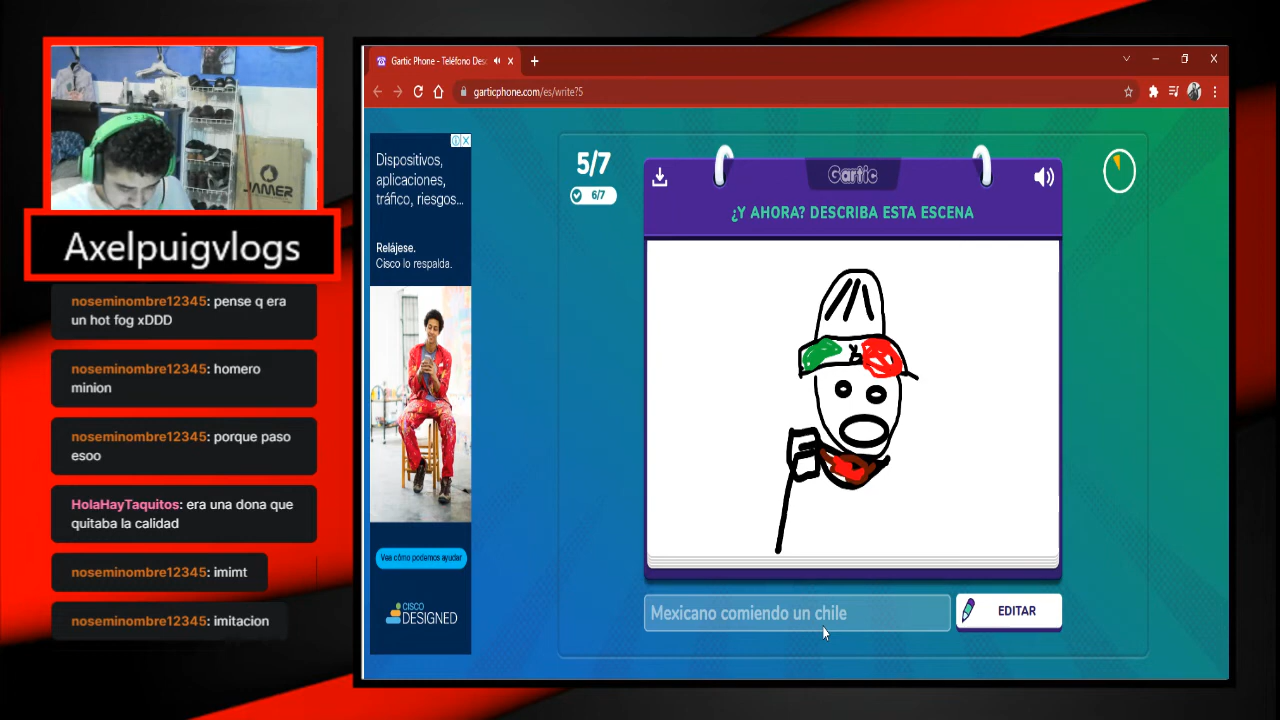 Gartic Phone - Teléfono Des
garticphone.com/es/write?5
JAMER
Axelpuigvlogs
noseminombre12345: pense q era
un hot fog xDDD
noseminombre12345: homero
minion
noseminombre12345: porque paso
esoo
HolaHayTaquitos: era una dona que
quitaba la calidad
noseminombre12345: imimt
noseminombre12345: imitacion
Dispositivos,
aplicaciones,
tráfico, riesgos...
Relájese.
Cisco lo respalda.
Vea cómo podemos ayudar
CISCO
DESIGNED
5/7
6/7
Gartic
¿Y AHORA? DESCRIBA ESTA ESCENA
Mexicano comiendo un chile
EDITAR